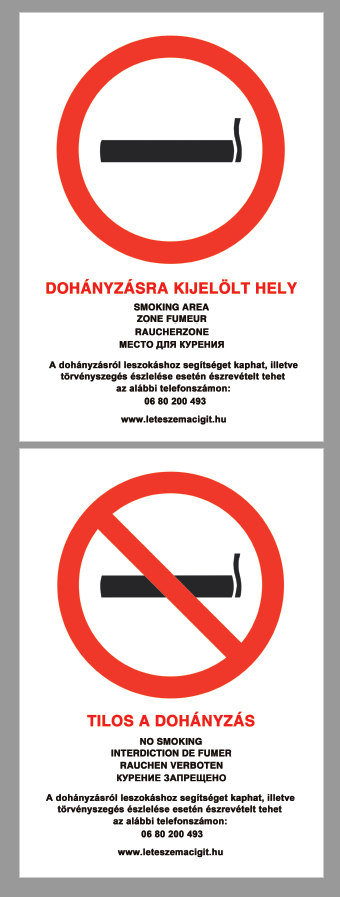 DOHÁNYZÁSRA KIJELÖLT HELY
SMOKING AREA
ZONE FUMEUR
RAUCHERZONE
МЕСТО ДЛЯ КУРЕНИЯ
A dohányzásról leszokáshoz segítséget kaphat, illetve
törvényszegés észlelése esetén észrevételt tehet
az alábbi telefonszámon:
06 80 200 493
www.leteszemacigit.hu
TILOS A DOHÁNYZÁS
NO SMOKING
INTERDICTION DE FUMER
RAUCHEN VERBOTEN
КУРЕНИЕ ЗАПРЕЩЕНО
A dohányzásról leszokáshoz segítséget kaphat, illetve
törvényszegés észlelése esetén észrevételt tehet
az alábbi telefonszámon:
06 80 200 493
www.leteszemacigit.hu